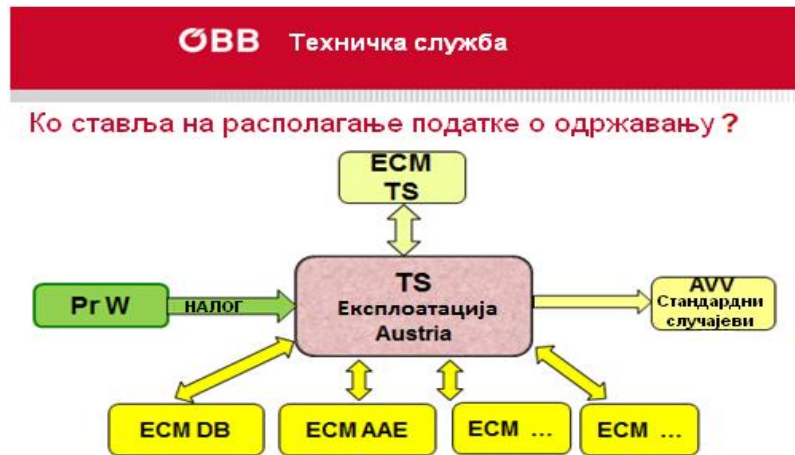 ÖBB Техничка служба
Ко ставља на располагање податке о одржавању ?
ECM
TS
Pr W
НАЛОГ
TS
Експлоатација
Austria
AVV
Стандардни
случајеви
ECM DB
ECM AAE
ECM ...
ECM ...